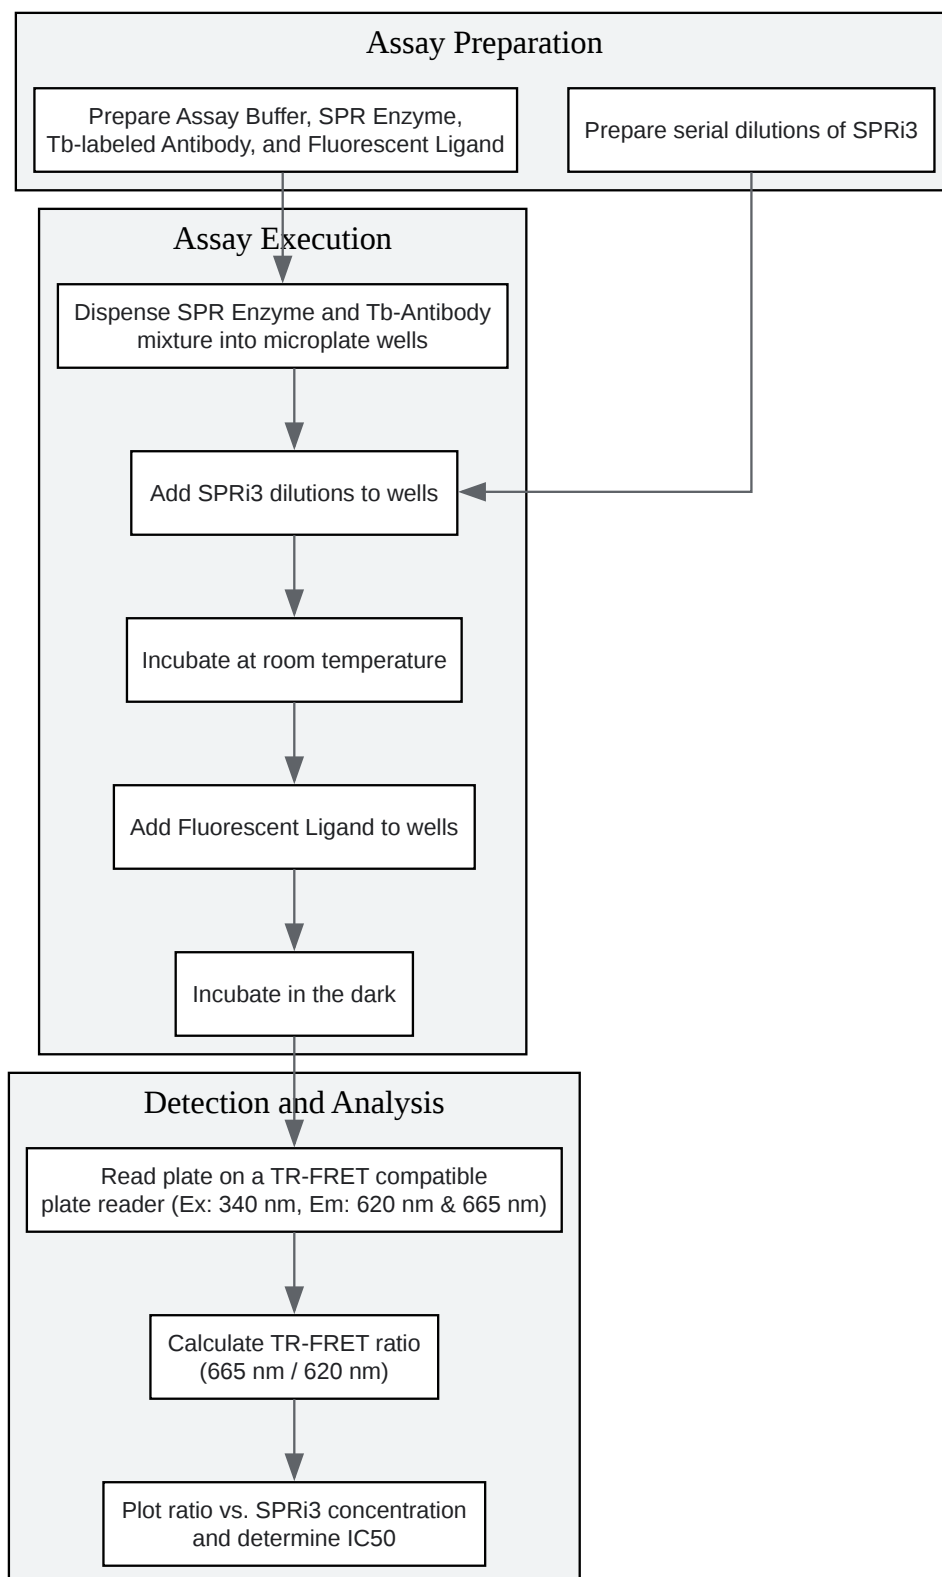 Assay Preparation
Prepare Assay Buffer, SPR Enzyme,
Tb-labeled Antibody, and Fluorescent Ligand
Prepare serial dilutions of SPRi3
Assay Execution
Dispense SPR Enzyme and Tb-Antibody
mixture into microplate wells
Add SPRi3 dilutions to wells
Incubate at room temperature
Add Fluorescent Ligand to wells
Incubate in the dark
Detection and Analysis
Read plate on a TR-FRET compatible
plate reader (Ex: 340 nm, Em: 620 nm & 665 nm)
Calculate TR-FRET ratio
(665 nm / 620 nm)
Plot ratio vs. SPRi3 concentration
and determine IC50